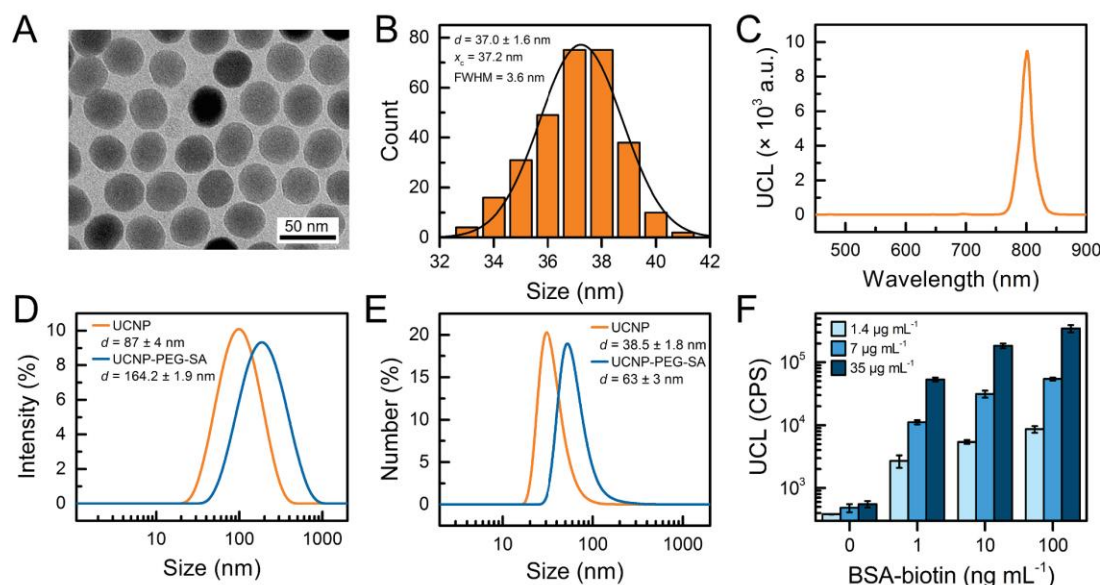 A
50 nm
B
d = 37.0 ± 1.6 nm
xc = 37.2 nm
FWHM = 3.6 nm
80
60
40
20
0
Count
32 34 36 38 40 42
Size (nm)
C
10
8
6
4
2
0
UCL (× 10³ a.u.)
500 600 700 800 900
Wavelength (nm)
D
UCNP
d = 87 ± 4 nm
UCNP-PEG-SA
d = 164.2 ± 1.9 nm
10
8
6
4
2
0
Intensity (%)
10 100 1000
Size (nm)
E
UCNP
d = 38.5 ± 1.8 nm
UCNP-PEG-SA
d = 63 ± 3 nm
20
15
10
5
0
Number (%)
10 100 1000
Size (nm)
F
1.4 µg mL⁻¹
7 µg mL⁻¹
35 µg mL⁻¹
10⁵
10⁴
10³
UCL (CPS)
0 1 10 100
BSA-biotin (ng mL⁻¹)